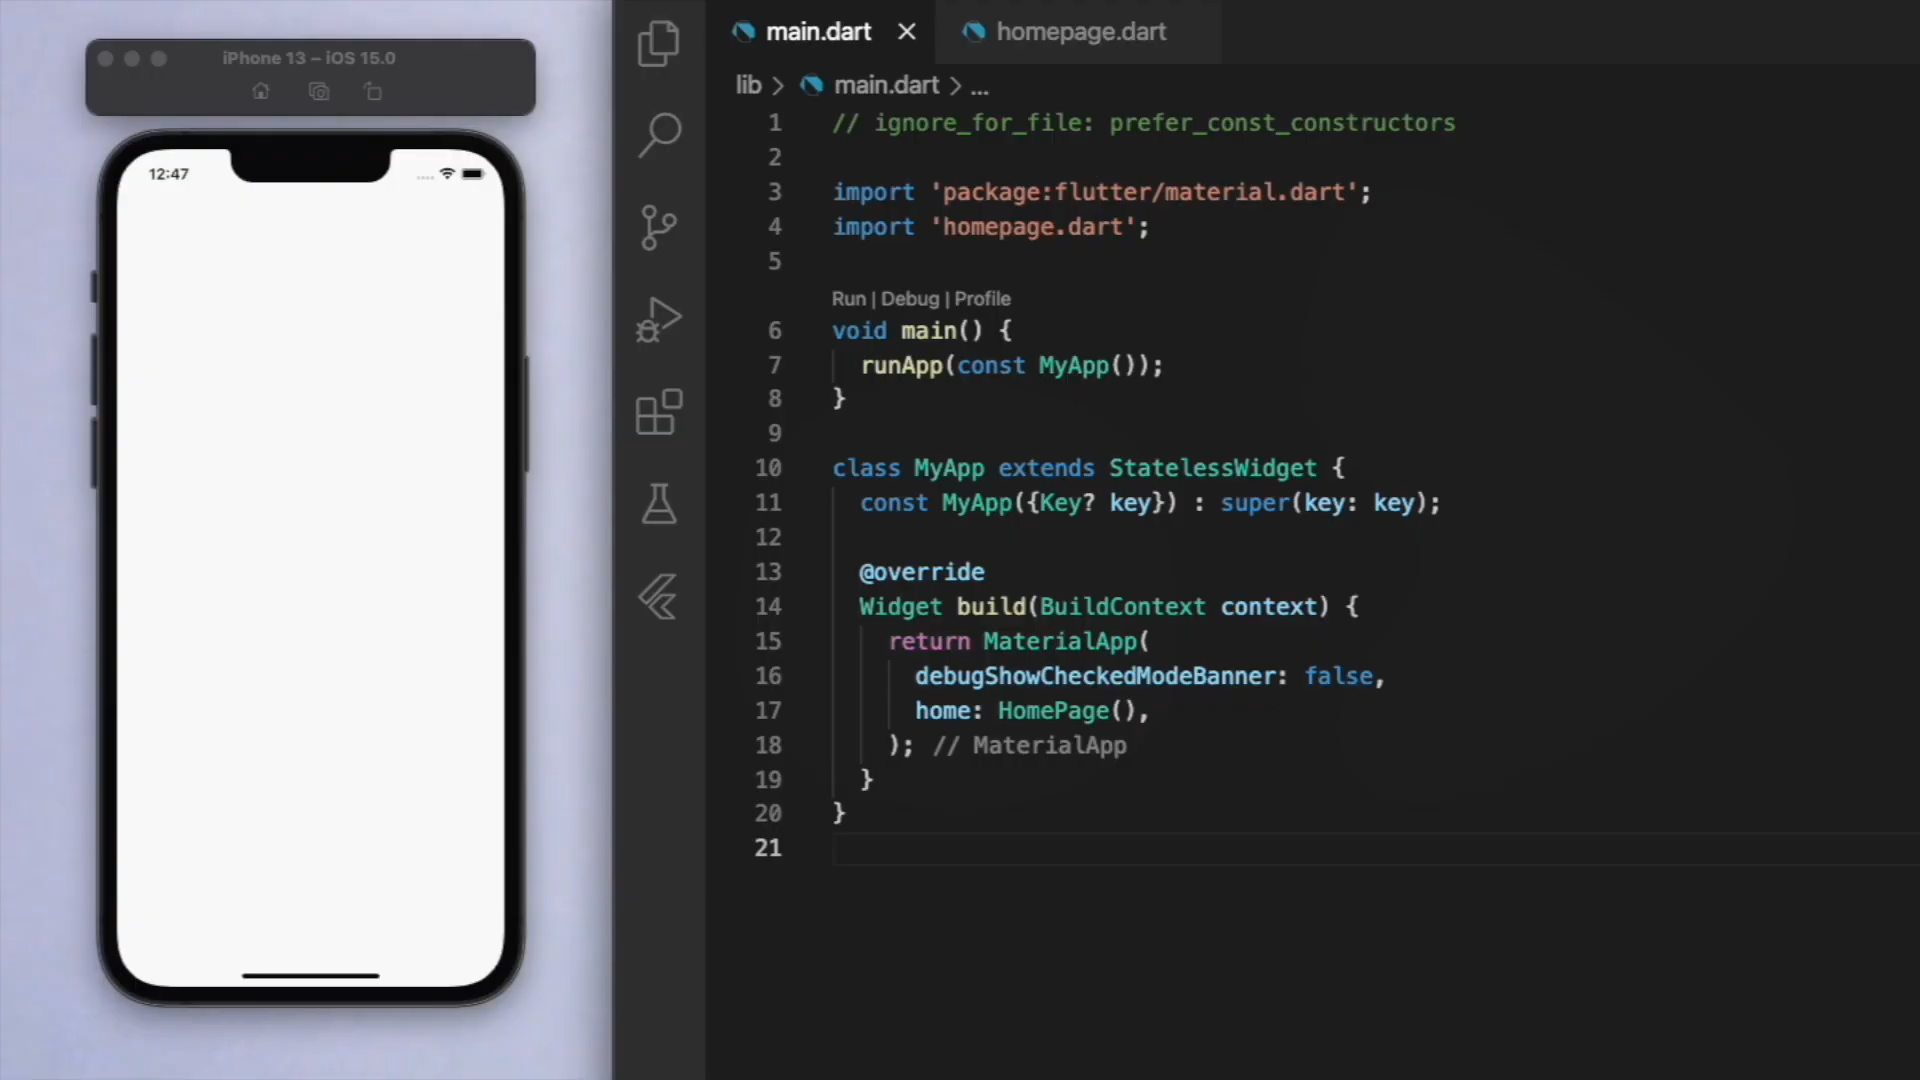 iPhone 13 – iOS 15.0
12:47
main.dart
homepage.dart
lib > main.dart > ...
1 // ignore_for_file: prefer_const_constructors
2
3 import 'package:flutter/material.dart';
4 import 'homepage.dart';
5
Run | Debug | Profile
6 void main() {
7   runApp(const MyApp());
8 }
9
10 class MyApp extends StatelessWidget {
11   const MyApp({Key? key}) : super(key: key);
12
13   @override
14   Widget build(BuildContext context) {
15     return MaterialApp(
16       debugShowCheckedModeBanner: false,
17       home: HomePage(),
18     ); // MaterialApp
19   }
20 }
21